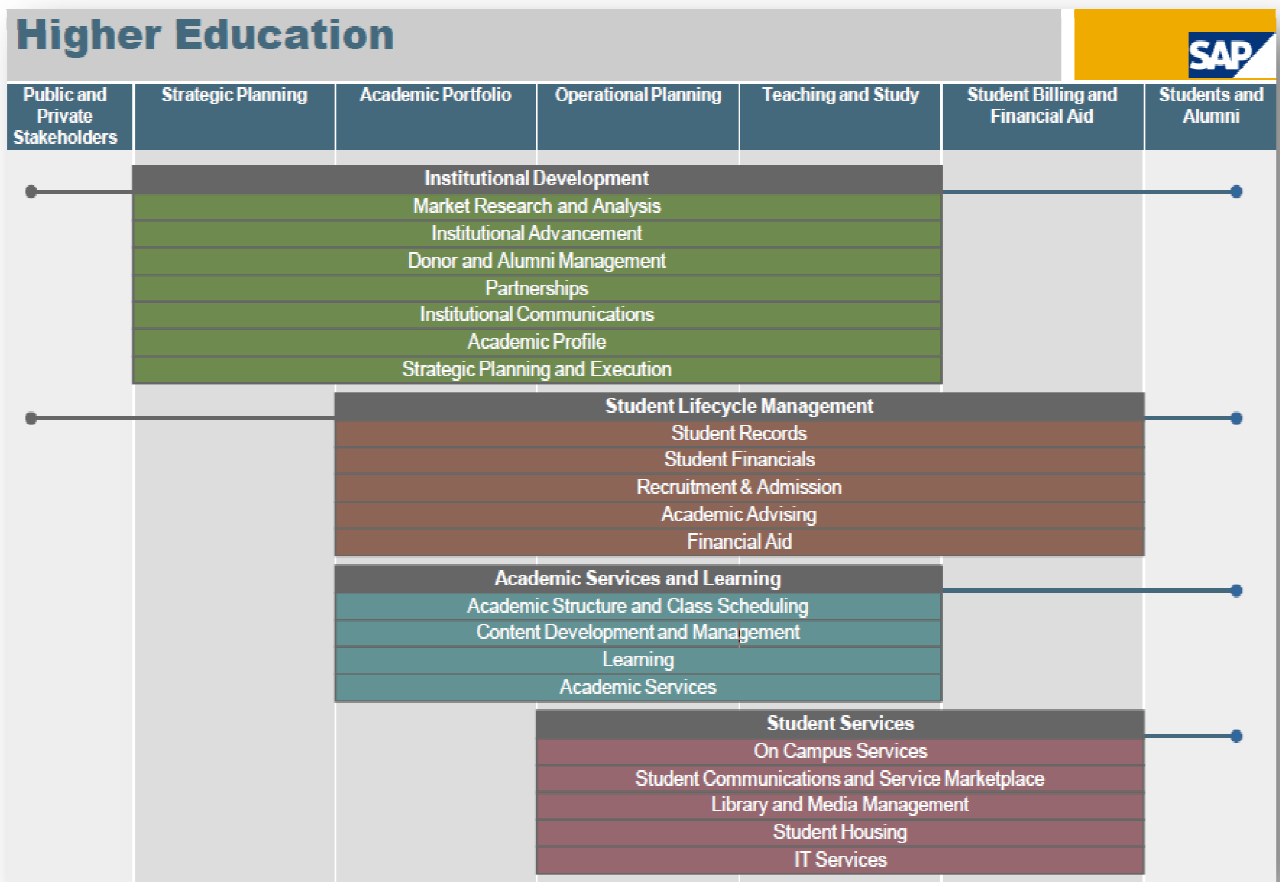 Higher Education
SAP
Public and
Private
Stakeholders
Strategic Planning
Academic Portfolio
Operational Planning
Teaching and Study
Student Billing and
Financial Aid
Students and
Alumni
Institutional Development
Market Research and Analysis
Institutional Advancement
Donor and Alumni Management
Partnerships
Institutional Communications
Academic Profile
Strategic Planning and Execution
Student Lifecycle Management
Student Records
Student Financials
Recruitment & Admission
Academic Advising
Financial Aid
Academic Services and Learning
Academic Structure and Class Scheduling
Content Development and Management
Learning
Academic Services
Student Services
On Campus Services
Student Communications and Service Marketplace
Library and Media Management
Student Housing
IT Services